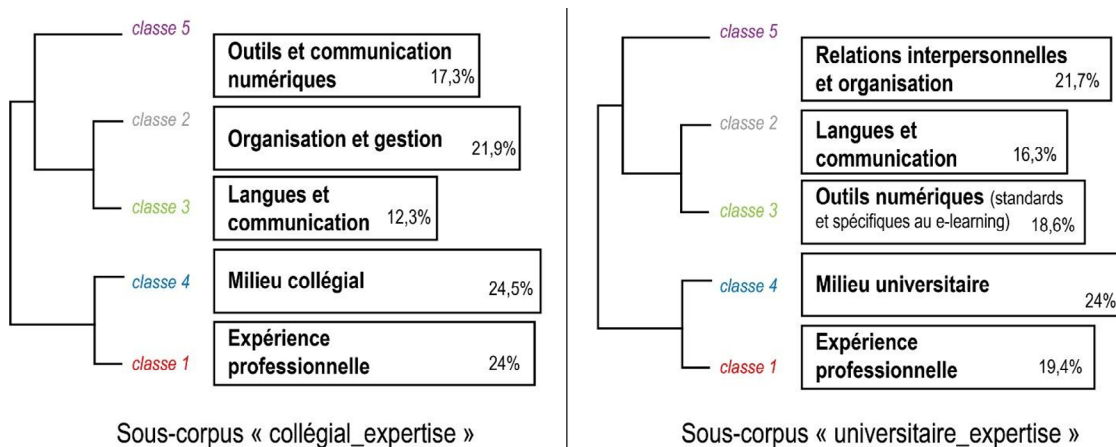 classe 5
Outils et communication
numériques 17,3%
classe 2
Organisation et gestion 21,9%
classe 3
Langues et
communication 12,3%
classe 4
Milieu collégial 24,5%
classe 1
Expérience
professionnelle 24%
Sous-corpus « collégial_expertise »
classe 5
Relations interpersonnelles
et organisation 21,7%
classe 2
Langues et
communication 16,3%
classe 3
Outils numériques (standards
et spécifiques au e-learning) 18,6%
classe 4
Milieu universitaire
24%
classe 1
Expérience
professionnelle 19,4%
Sous-corpus « universitaire_expertise »